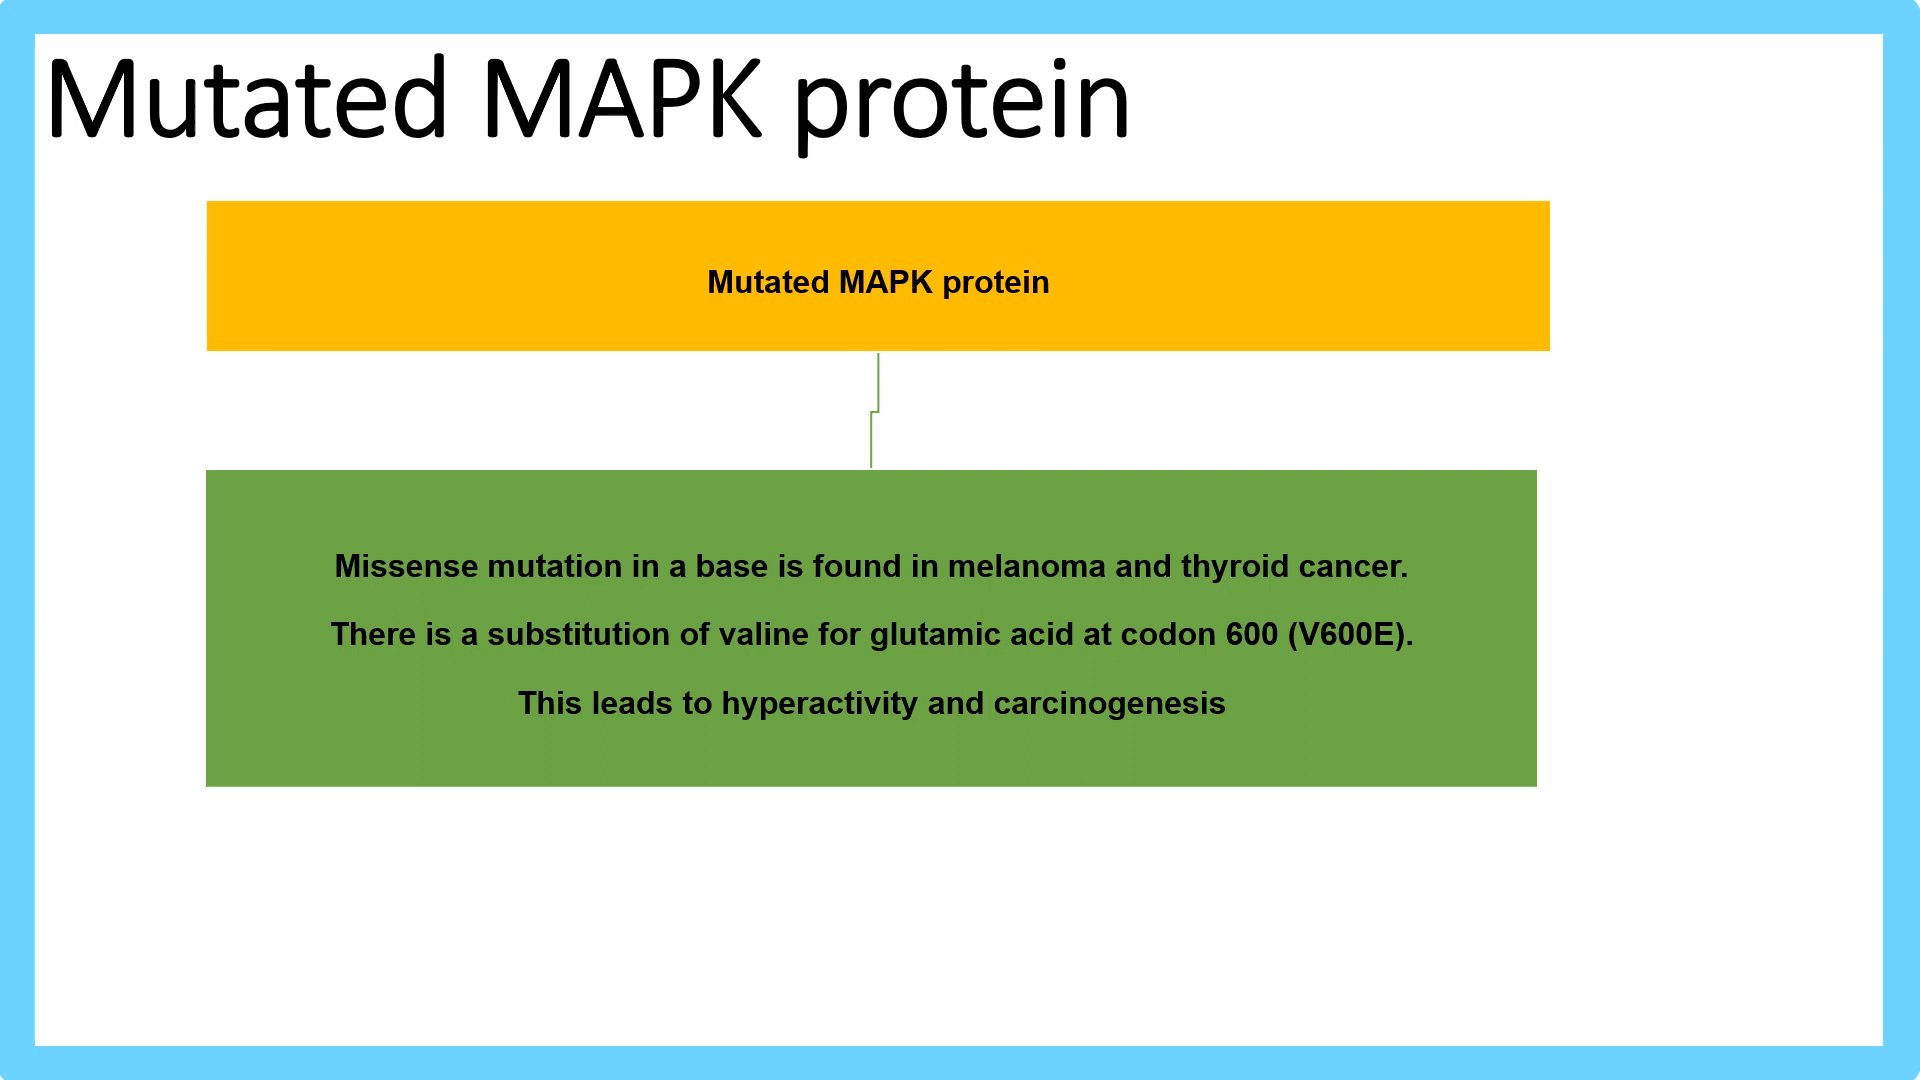 Mutated MAPK protein
Mutated MAPK protein
Missense mutation in a base is found in melanoma and thyroid cancer.
There is a substitution of valine for glutamic acid at codon 600 (V600E).
This leads to hyperactivity and carcinogenesis